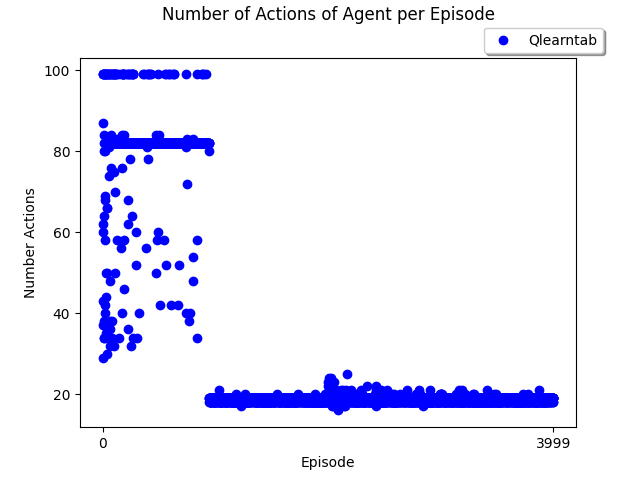 Number of Actions of Agent per Episode
Qlearntab
100
80
60
40
20
Number Actions
0
3999
Episode